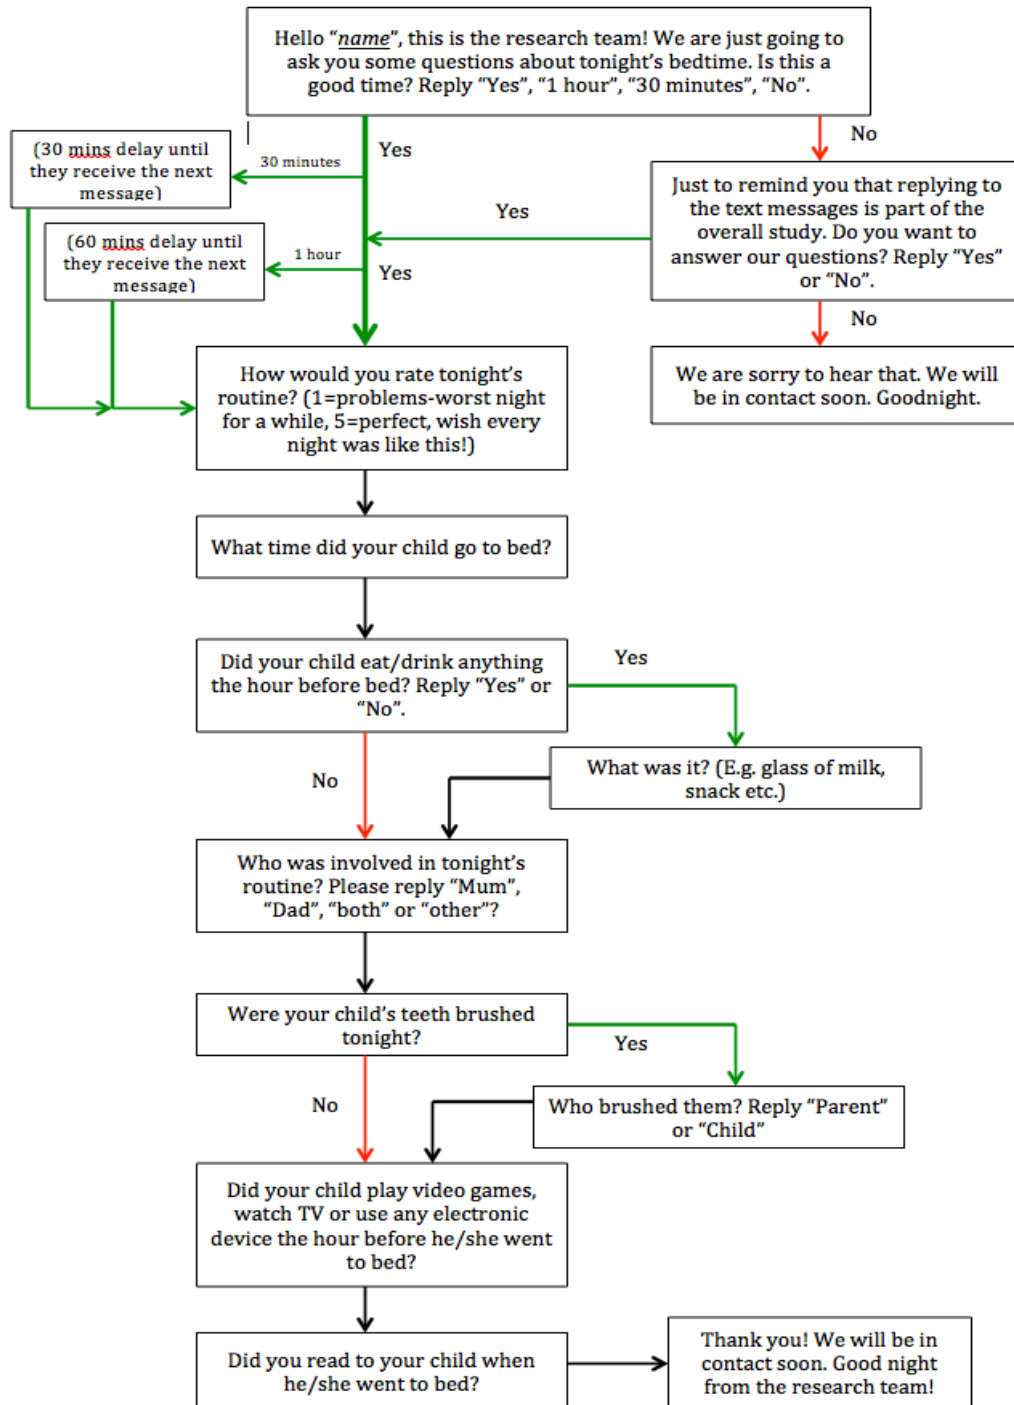 Hello “name”, this is the research team! We are just going to
ask you some questions about tonight’s bedtime. Is this a
good time? Reply “Yes”, “1 hour”, “30 minutes”, “No”.
Yes
No
(30 mins delay until
they receive the next
message)
30 minutes
Just to remind you that replying to
the text messages is part of the
overall study. Do you want to
answer our questions? Reply “Yes”
or “No”.
Yes
(60 mins delay until
they receive the next
message)
1 hour
Yes
No
We are sorry to hear that. We will
be in contact soon. Goodnight.
How would you rate tonight’s
routine? (1=problems-worst night
for a while, 5=perfect, wish every
night was like this!)
What time did your child go to bed?
Did your child eat/drink anything
the hour before bed? Reply “Yes” or
“No”.
Yes
No
What was it? (E.g. glass of milk,
snack etc.)
Who was involved in tonight’s
routine? Please reply “Mum”,
“Dad”, “both” or “other”?
Were your child’s teeth brushed
tonight?
Yes
No
Who brushed them? Reply “Parent”
or “Child”
Did your child play video games,
watch TV or use any electronic
device the hour before he/she went
to bed?
Did you read to your child when
he/she went to bed?
Thank you! We will be in
contact soon. Good night
from the research team!